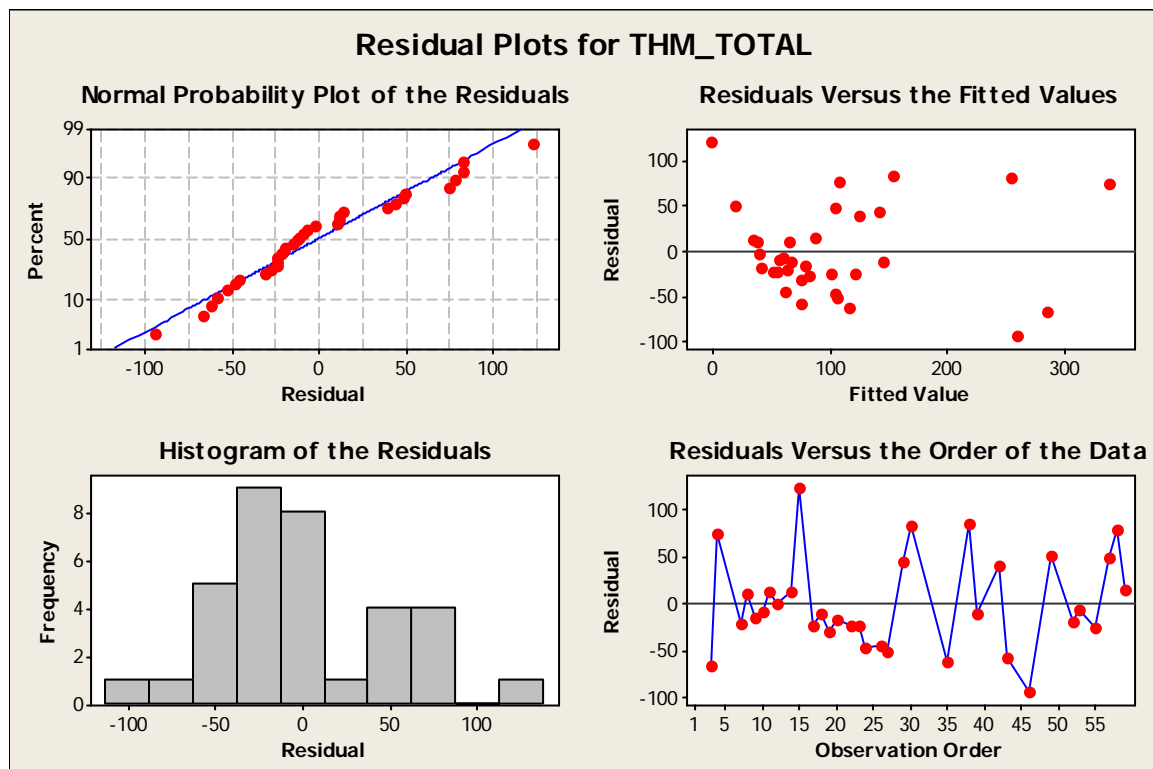 Residual Plots for THM_TOTAL
Normal Probability Plot of the Residuals
99
90
50
10
1
Percent
-100 -50 0 50 100
Residual
Residuals Versus the Fitted Values
100
50
0
-50
-100
Residual
0 100 200 300
Fitted Value
Histogram of the Residuals
8
6
4
2
0
Frequency
-100 -50 0 50 100
Residual
Residuals Versus the Order of the Data
100
50
0
-50
-100
Residual
1 5 10 15 20 25 30 35 40 45 50 55
Observation Order